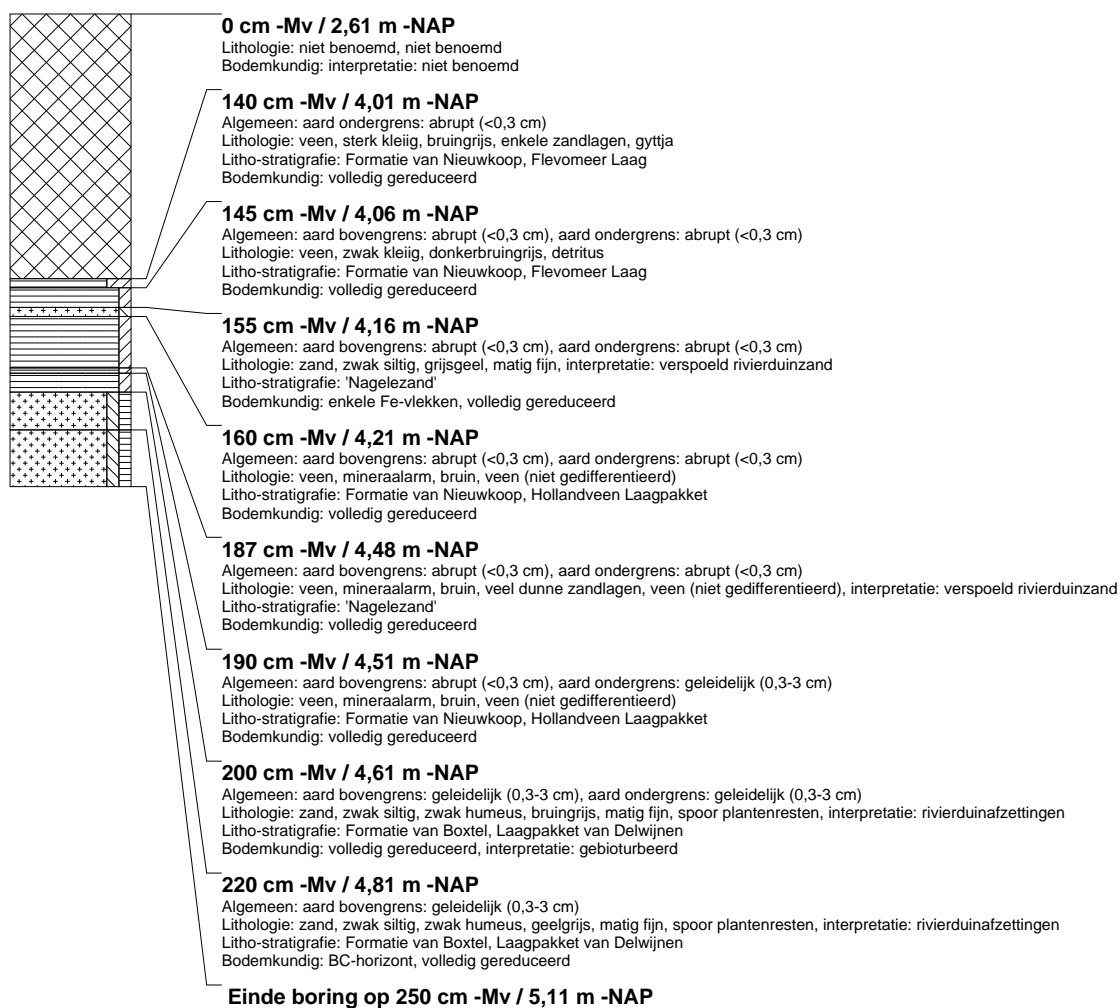 0 cm -Mv / 2,61 m -NAP
Lithologie: niet benoemd, niet benoemd
Bodemkundig: interpretatie: niet benoemd
140 cm -Mv / 4,01 m -NAP
Algemeen: aard ondergrens: abrupt (<0,3 cm)
Lithologie: veen, sterk kleiig, bruingrijs, enkele zandlagen, gyttja
Litho-stratigrafie: Formatie van Nieuwkoop, Flevomeer Laag
Bodemkundig: volledig gereduceerd
145 cm -Mv / 4,06 m -NAP
Algemeen: aard bovengrens: abrupt (<0,3 cm), aard ondergrens: abrupt (<0,3 cm)
Lithologie: veen, zwak kleiig, donkerbruingrijs, detritus
Litho-stratigrafie: Formatie van Nieuwkoop, Flevomeer Laag
Bodemkundig: volledig gereduceerd
155 cm -Mv / 4,16 m -NAP
Algemeen: aard bovengrens: abrupt (<0,3 cm), aard ondergrens: abrupt (<0,3 cm)
Lithologie: zand, zwak siltig, grijsgeel, matig fijn, interpretatie: verspoeld rivierduinzand
Litho-stratigrafie: 'Nagelezand'
Bodemkundig: enkele Fe-vlekken, volledig gereduceerd
160 cm -Mv / 4,21 m -NAP
Algemeen: aard bovengrens: abrupt (<0,3 cm), aard ondergrens: abrupt (<0,3 cm)
Lithologie: veen, mineraalarm, bruin, veen (niet gedifferentieerd)
Litho-stratigrafie: Formatie van Nieuwkoop, Hollandveen Laagpakket
Bodemkundig: volledig gereduceerd
187 cm -Mv / 4,48 m -NAP
Algemeen: aard bovengrens: abrupt (<0,3 cm), aard ondergrens: abrupt (<0,3 cm)
Lithologie: veen, mineraalarm, bruin, veel dunne zandlagen, veen (niet gedifferentieerd), interpretatie: verspoeld rivierduinzand
Litho-stratigrafie: 'Nagelezand'
Bodemkundig: volledig gereduceerd
190 cm -Mv / 4,51 m -NAP
Algemeen: aard bovengrens: abrupt (<0,3 cm), aard ondergrens: geleidelijk (0,3-3 cm)
Lithologie: veen, mineraalarm, bruin, veen (niet gedifferentieerd)
Litho-stratigrafie: Formatie van Nieuwkoop, Hollandveen Laagpakket
Bodemkundig: volledig gereduceerd
200 cm -Mv / 4,61 m -NAP
Algemeen: aard bovengrens: geleidelijk (0,3-3 cm), aard ondergrens: geleidelijk (0,3-3 cm)
Lithologie: zand, zwak siltig, zwak humeus, bruingrijs, matig fijn, spoor plantenresten, interpretatie: rivierduinafzettingen
Litho-stratigrafie: Formatie van Boxtel, Laagpakket van Delwijnen
Bodemkundig: volledig gereduceerd, interpretatie: gebioturbeerd
220 cm -Mv / 4,81 m -NAP
Algemeen: aard bovengrens: geleidelijk (0,3-3 cm)
Lithologie: zand, zwak siltig, zwak humeus, geelgrijs, matig fijn, spoor plantenresten, interpretatie: rivierduinafzettingen
Litho-stratigrafie: Formatie van Boxtel, Laagpakket van Delwijnen
Bodemkundig: BC-horizont, volledig gereduceerd
Einde boring op 250 cm -Mv / 5,11 m -NAP